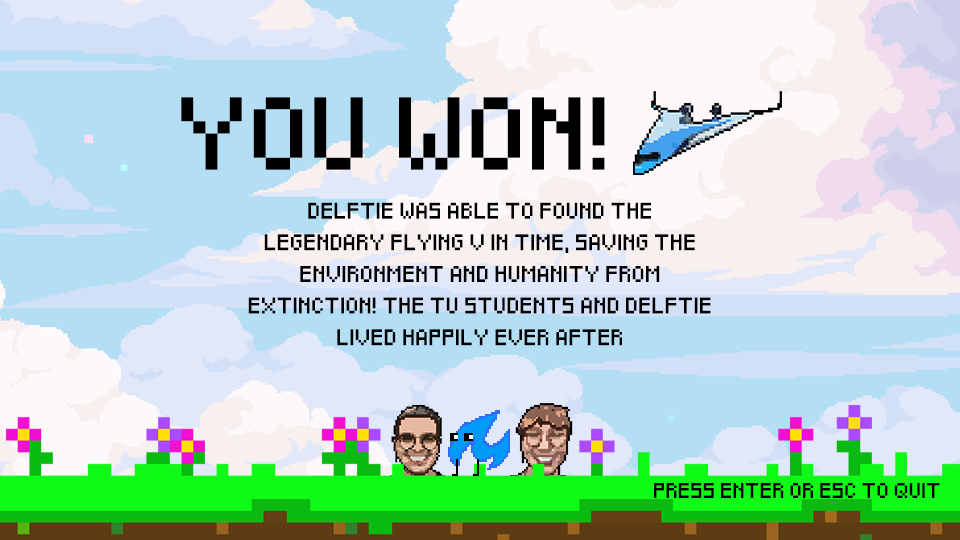 YOU WON!
DELFTIE WAS ABLE TO FOUND THE
LEGENDARY FLYING V IN TIME, SAVING THE
ENVIRONMENT AND HUMANITY FROM
EXTINCTION! THE TU STUDENTS AND DELFTIE
LIVED HAPPILY EVER AFTER
PRESS ENTER OR ESC TO QUIT